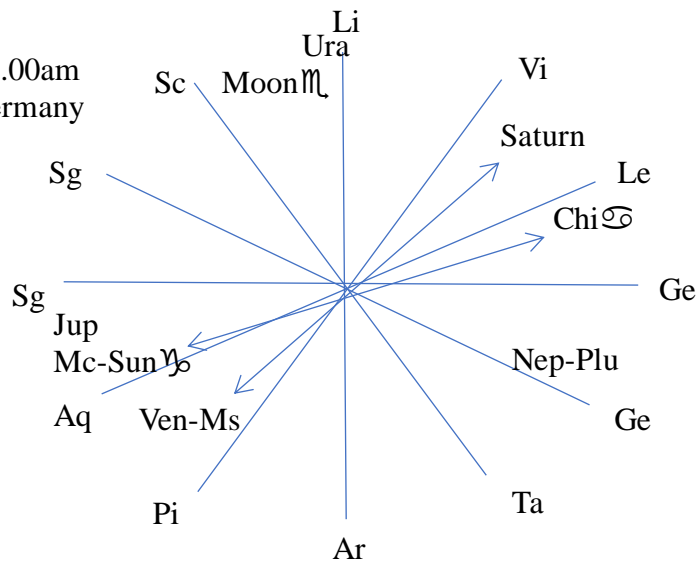 Li
Ura
.00am
ermany
Sc
Moon♏
Vi
Saturn
Sg
Le
Chi♋
Sg
Ge
Jup
Mc-Sun♑
Nep-Plu
Aq
Ven-Ms
Ge
Pi
Ta
Ar